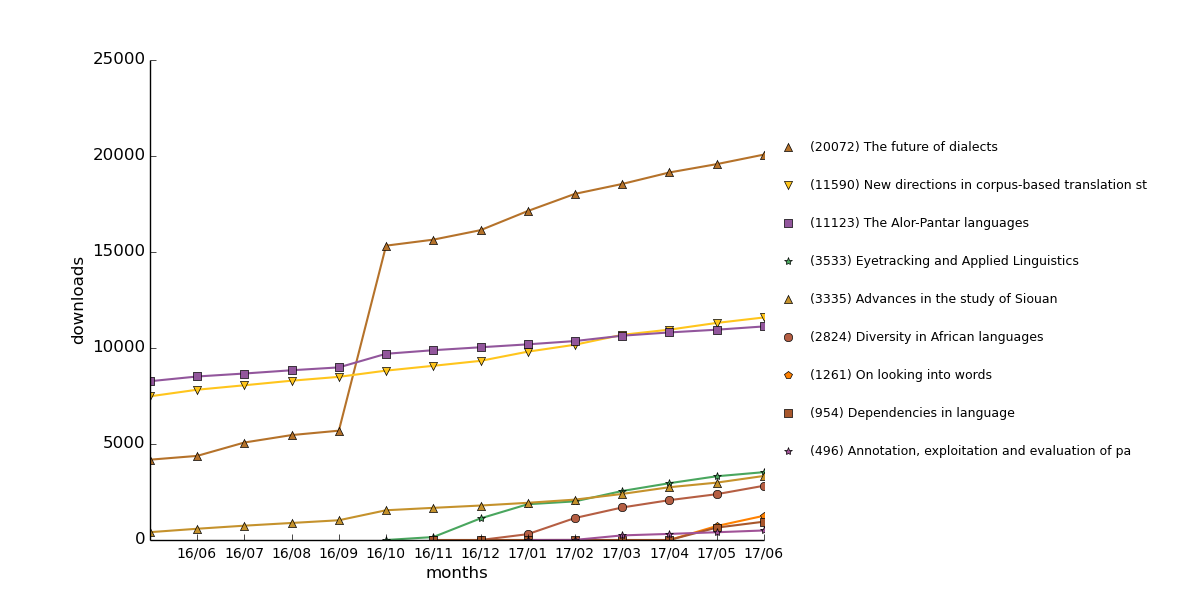 25000
20000
15000
10000
5000
0
downloads
16/06 16/07 16/08 16/09 16/10 16/11 16/12 17/01 17/02 17/03 17/04 17/05 17/06
months
(20072) The future of dialects
(11590) New directions in corpus-based translation st
(11123) The Alor-Pantar languages
(3533) Eyetracking and Applied Linguistics
(3335) Advances in the study of Siouan
(2824) Diversity in African languages
(1261) On looking into words
(954) Dependencies in language
(496) Annotation, exploitation and evaluation of pa